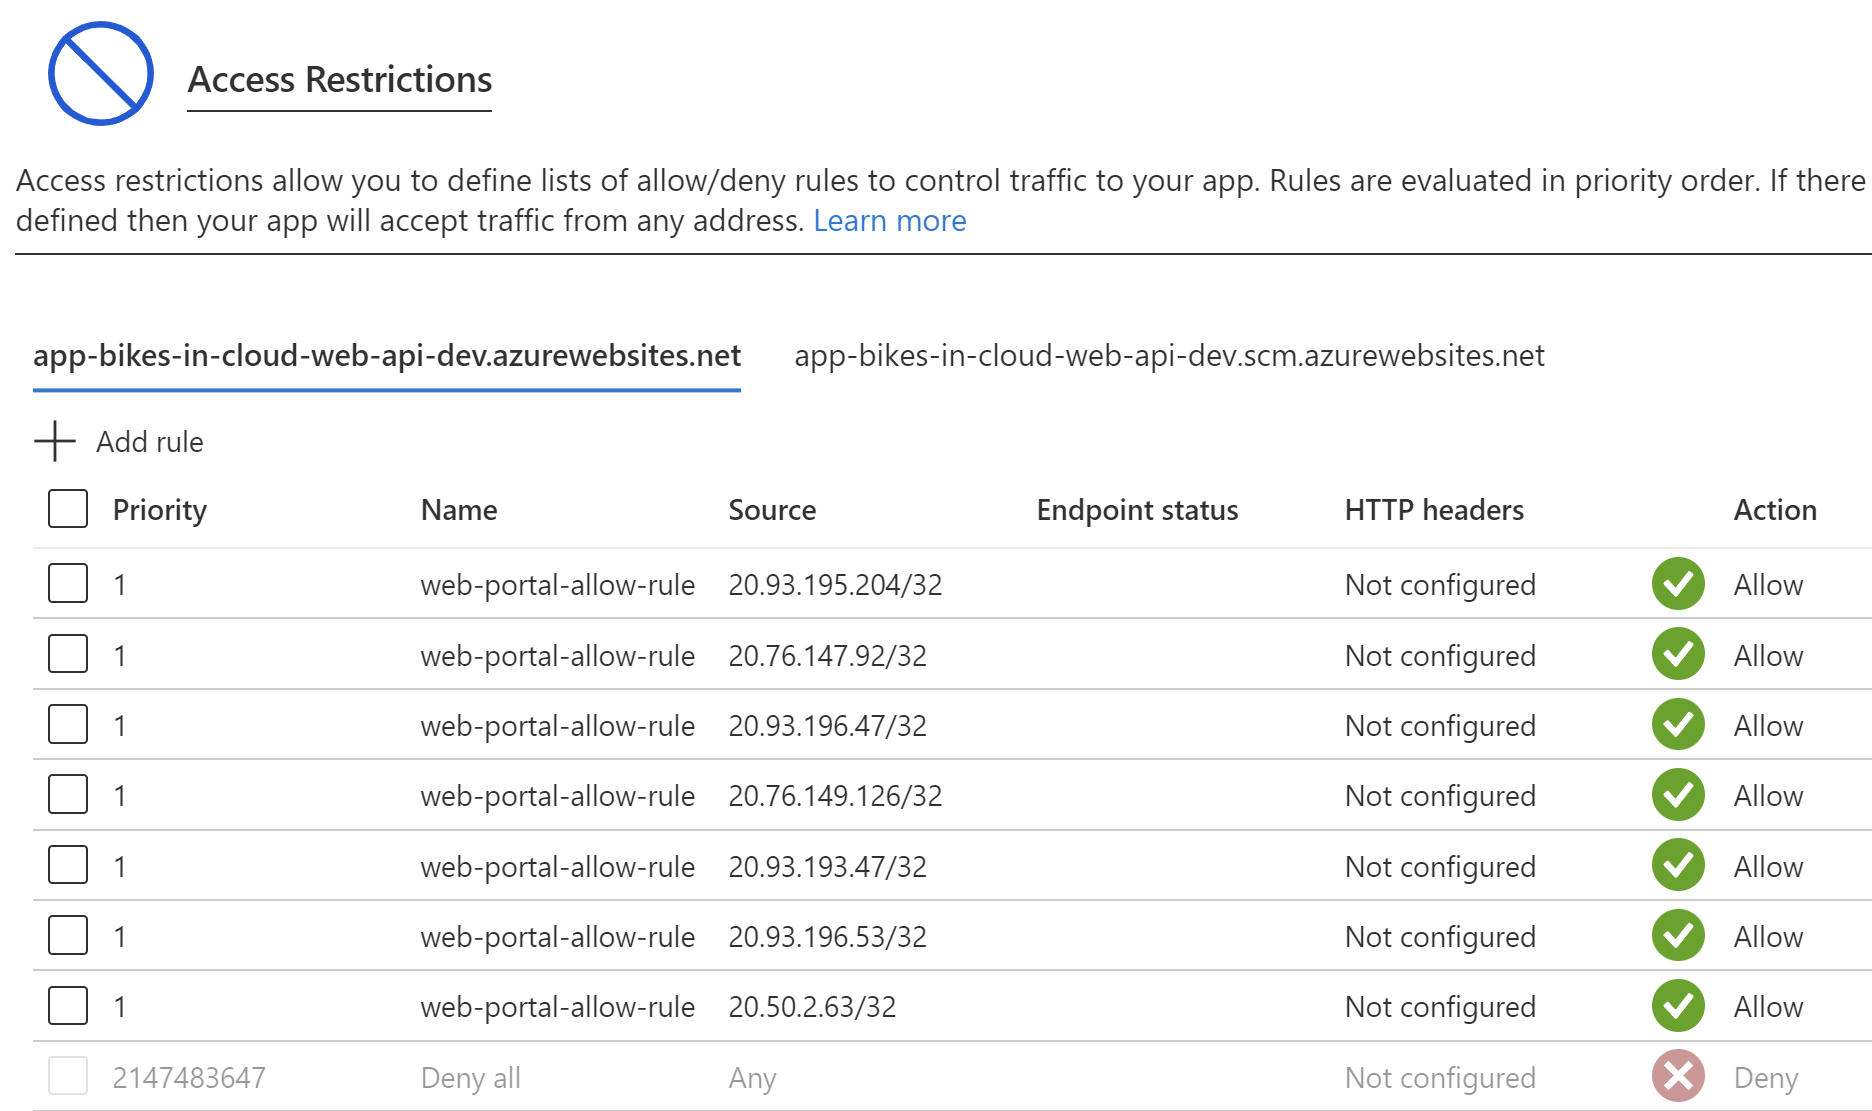 Access Restrictions
Access restrictions allow you to define lists of allow/deny rules to control traffic to your app. Rules are evaluated in priority order. If there
defined then your app will accept traffic from any address. Learn more
app-bikes-in-cloud-web-api-dev.azurewebsites.net app-bikes-in-cloud-web-api-dev.scm.azurewebsites.net
Add rule
Priority Name Source Endpoint status HTTP headers Action
1 web-portal-allow-rule 20.93.195.204/32 Not configured Allow
1 web-portal-allow-rule 20.76.147.92/32 Not configured Allow
1 web-portal-allow-rule 20.93.196.47/32 Not configured Allow
1 web-portal-allow-rule 20.76.149.126/32 Not configured Allow
1 web-portal-allow-rule 20.93.193.47/32 Not configured Allow
1 web-portal-allow-rule 20.93.196.53/32 Not configured Allow
1 web-portal-allow-rule 20.50.2.63/32 Not configured Allow
2147483647 Deny all Any Not configured Deny